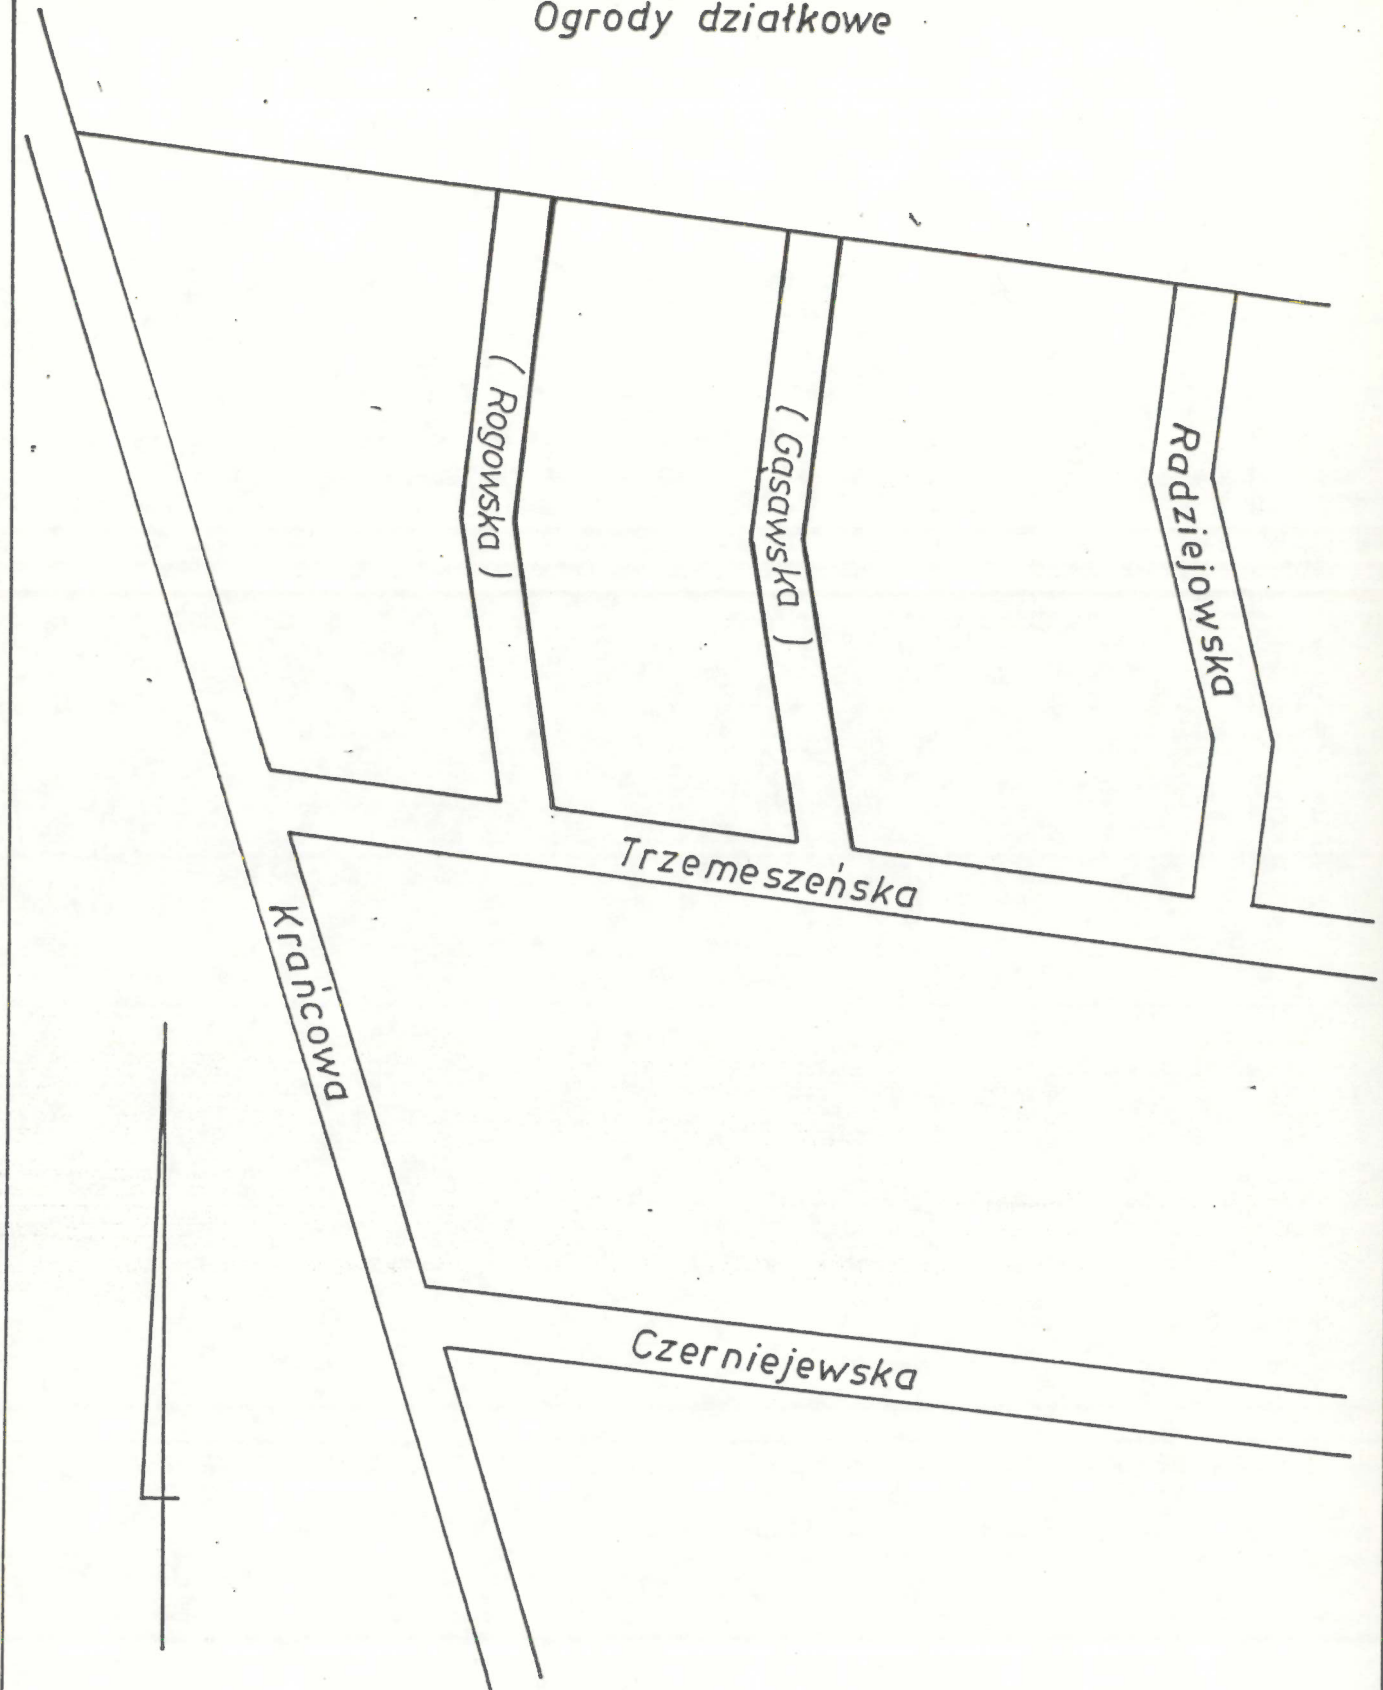 Ogrody działkowe
( Rogowska )
( Gąsawska )
Radziejowska
Trzemeszeńska
Krańcowa
Czerniejewska